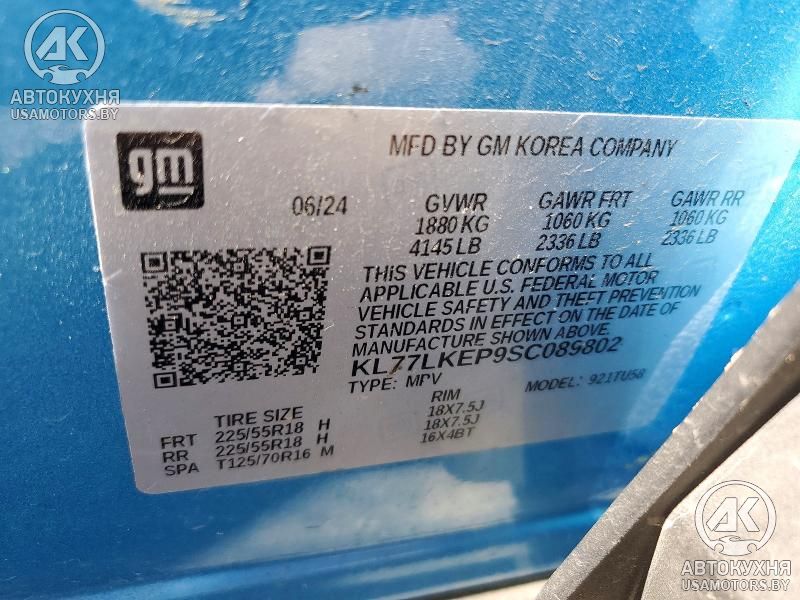 AK
АВТОКУХНЯ
USAMOTORS.BY
gm
MFD BY GM KOREA COMPANY
06/24 GVWR GAWR FRT GAWR RR
1880 KG 1060 KG 1060 KG
4145 LB 2336 LB 2336 LB
THIS VEHICLE CONFORMS TO ALL
APPLICABLE U.S. FEDERAL MOTOR
VEHICLE SAFETY AND THEFT PREVENTION
STANDARDS IN EFFECT ON THE DATE OF
MANUFACTURE SHOWN ABOVE.
KL77LKEP9SC089802
TYPE: MPV MODEL: 921TU58
TIRE SIZE RIM
FRT 225/55R18 H 18X7.5J
RR 225/55R18 H 18X7.5J
SPA T125/70R16 M 16X4BT
AK
АВТОКУХНЯ
USAMOTORS.BY